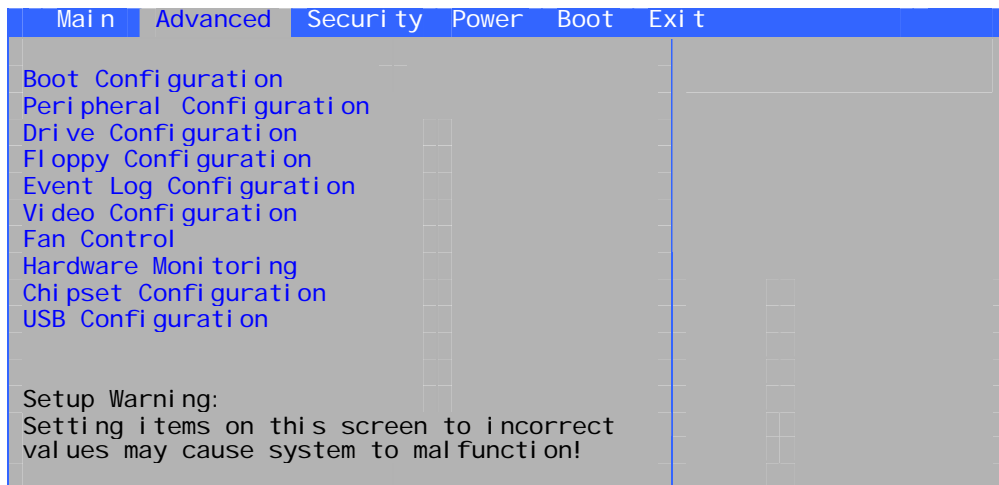 Main Advanced Security Power Boot Exit
Boot Configuration
Peripheral Configuration
Drive Configuration
Floppy Configuration
Event Log Configuration
Video Configuration
Fan Control
Hardware Monitoring
Chipset Configuration
USB Configuration
Setup Warning:
Setting items on this screen to incorrect
values may cause system to malfunction!